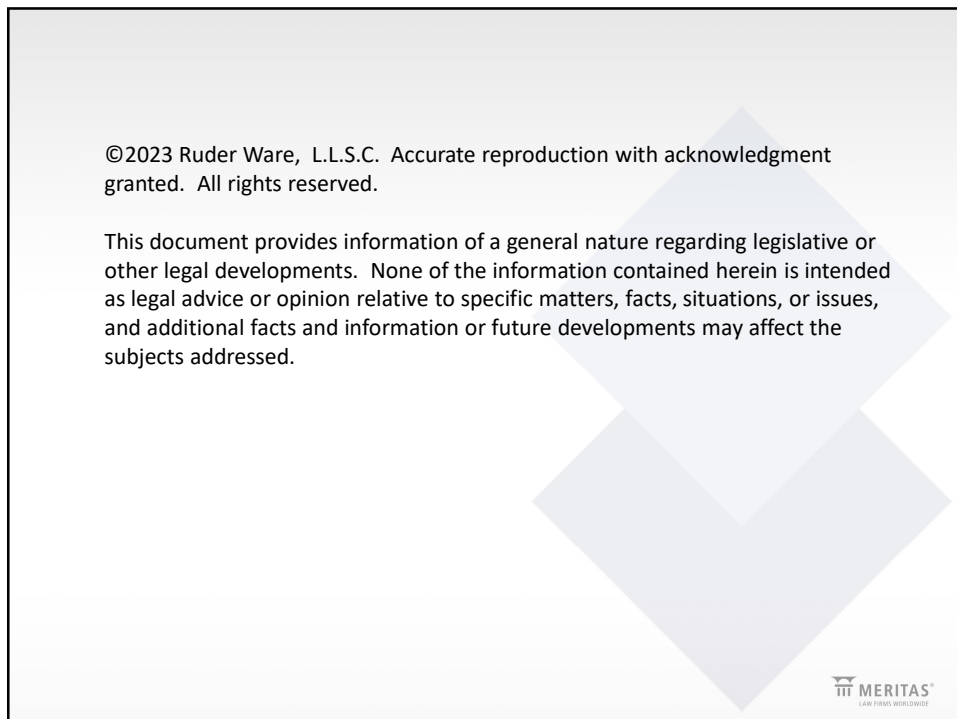 ©2023 Ruder Ware, L.L.S.C. Accurate reproduction with acknowledgment
granted. All rights reserved.
This document provides information of a general nature regarding legislative or
other legal developments. None of the information contained herein is intended
as legal advice or opinion relative to specific matters, facts, situations, or issues,
and additional facts and information or future developments may affect the
subjects addressed.
MERITAS®
LAW FIRMS WORLDWIDE